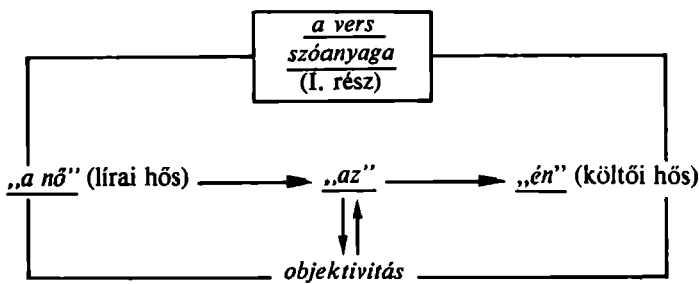 a vers
szóanyaga
(I. rész)
„a nő" (lírai hős)
„az"
„én” (költői hős)
objektivitás